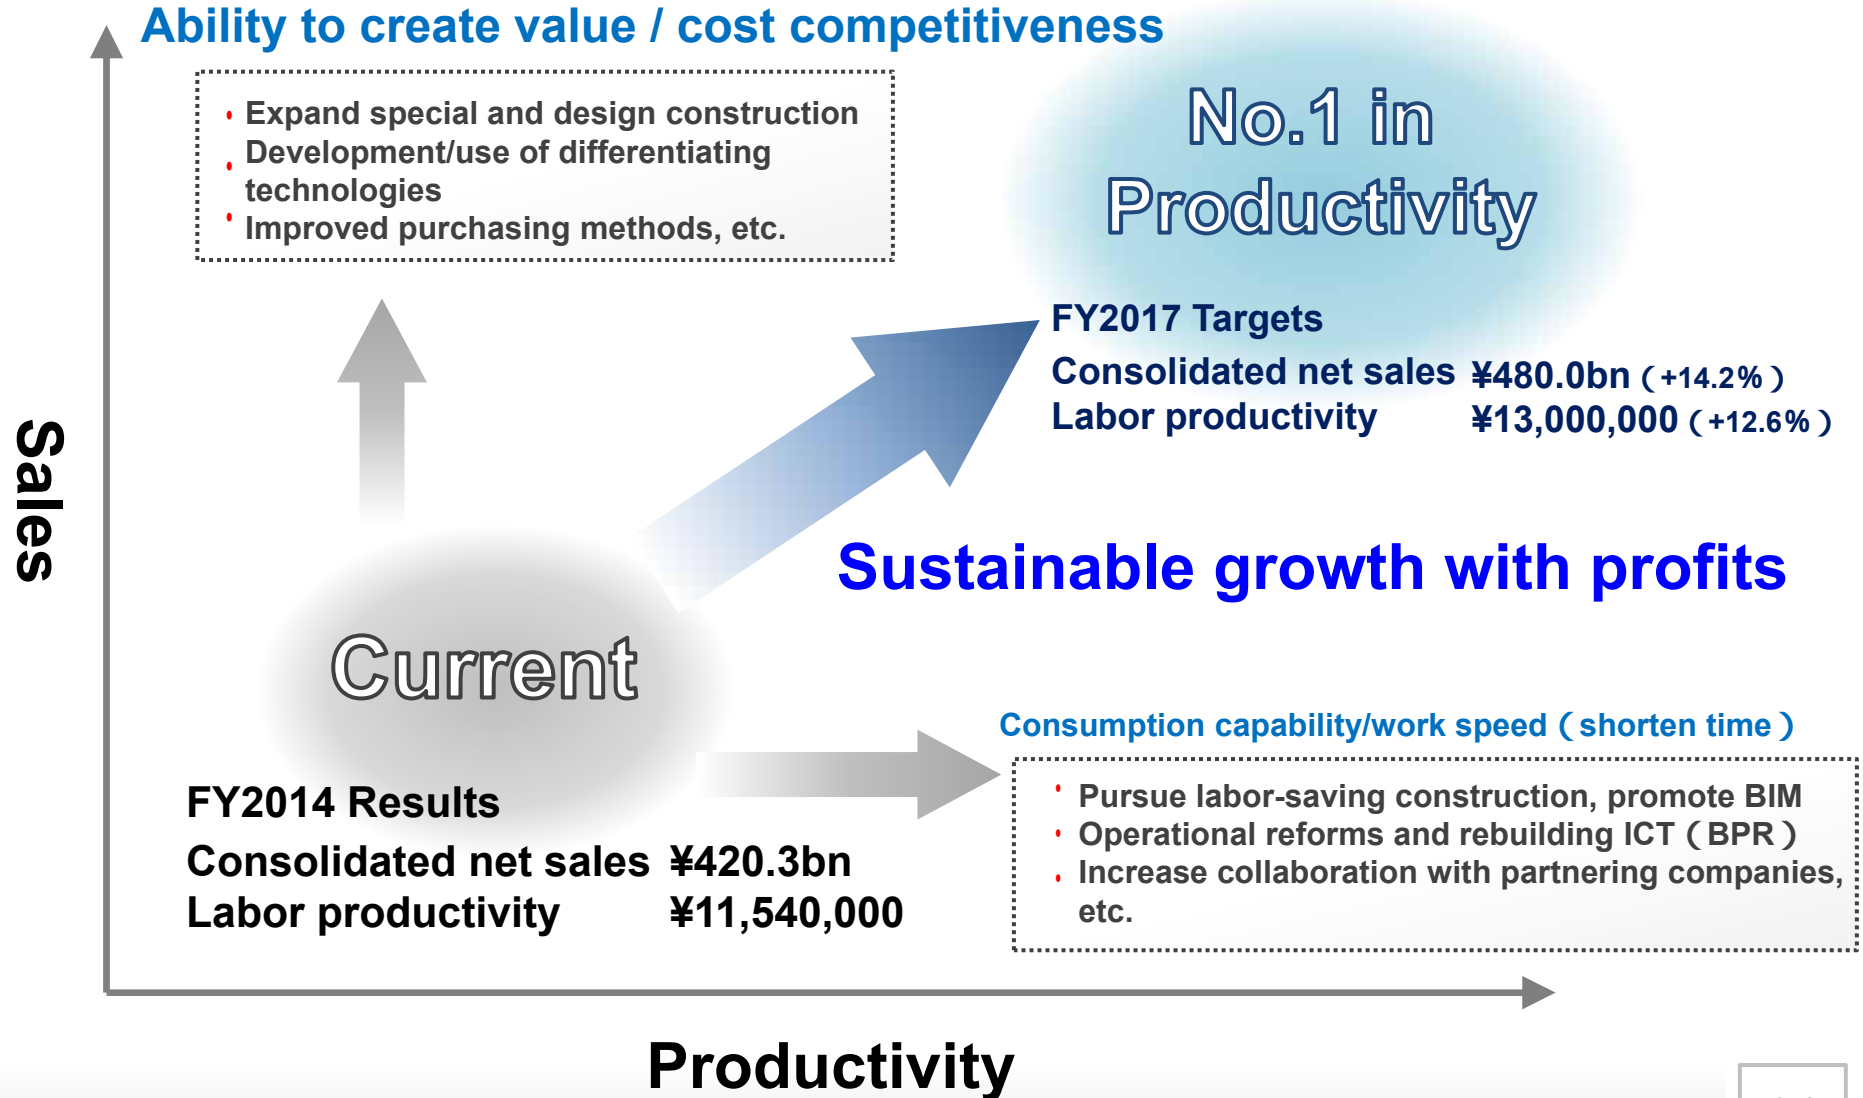 Ability to create value / cost competitiveness
• Expand special and design construction
• Development/use of differentiating
technologies
• Improved purchasing methods, etc.
No.1 in
Productivity
FY2017 Targets
Consolidated net sales ¥480.0bn（+14.2%）
Labor productivity ¥13,000,000（+12.6%）
Sales
Sustainable growth with profits
Current
FY2014 Results
Consolidated net sales ¥420.3bn
Labor productivity ¥11,540,000
Consumption capability/work speed（shorten time）
• Pursue labor-saving construction, promote BIM
• Operational reforms and rebuilding ICT（BPR）
• Increase collaboration with partnering companies,
etc.
Productivity